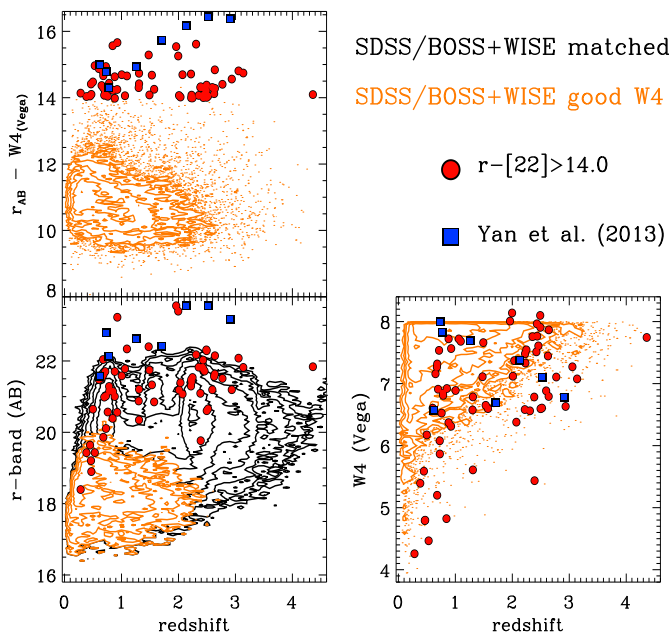 SDSS/BOSS+WISE matched
SDSS/BOSS+WISE good W4
r-[22]>14.0
Yan et al. (2013)
r_AB - W4_(Vega)
16
14
12
10
8
r-band (AB)
24
22
20
18
16
0 1 2 3 4
redshift
W4 (Vega)
8
7
6
5
4
0 1 2 3 4
redshift